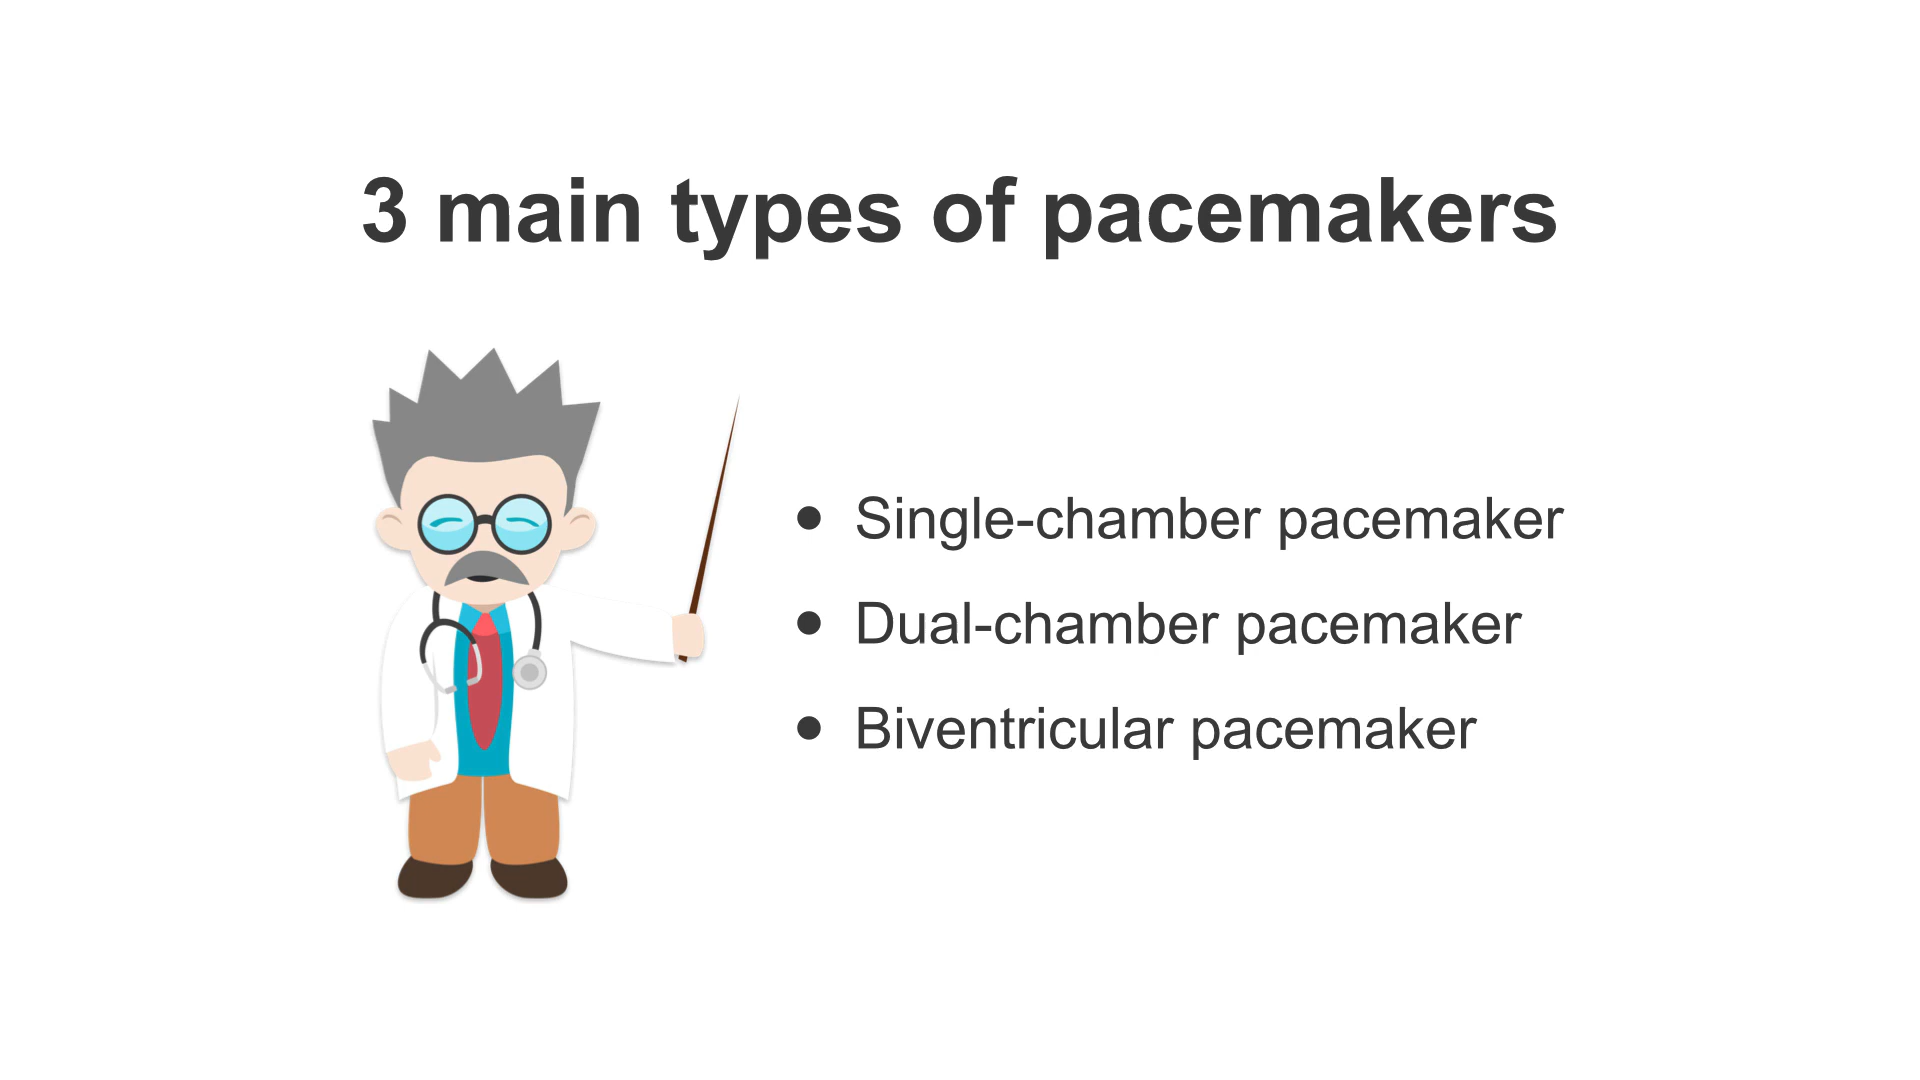 3 main types of pacemakers
• Single-chamber pacemaker
• Dual-chamber pacemaker
• Biventricular pacemaker